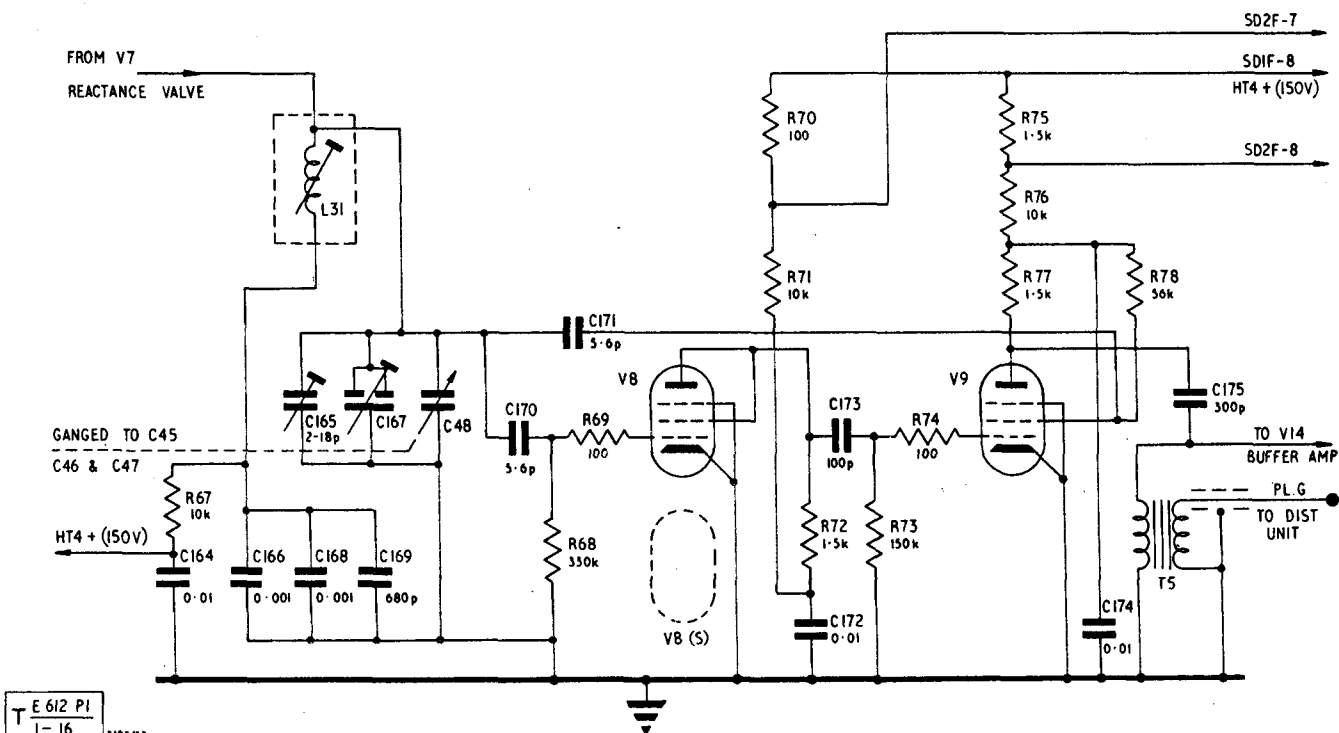 SD2F-7
FROM V7
REACTANCE VALVE
SD1F-8
HT4 + (150V)
R70
100
R75
1·5k
SD2F-8
L31
R76
10k
R71
10k
R77
1·5k
R78
56k
C171
5·6p
V8
V9
C165
2-18p
C167
C48
C170
5·6p
R69
100
C173
100p
R74
100
C175
300p
GANGED TO C45
C46 & C47
TO V14
BUFFER AMP
R67
10k
PL.G
TO DIST
UNIT
HT4 + (150V)
R68
330k
R72
1·5k
R73
150k
T5
C164
0·01
C166
0·001
C168
0·001
C169
680p
V8 (S)
C172
0·01
C174
0·01
T E 612 P1
1-16